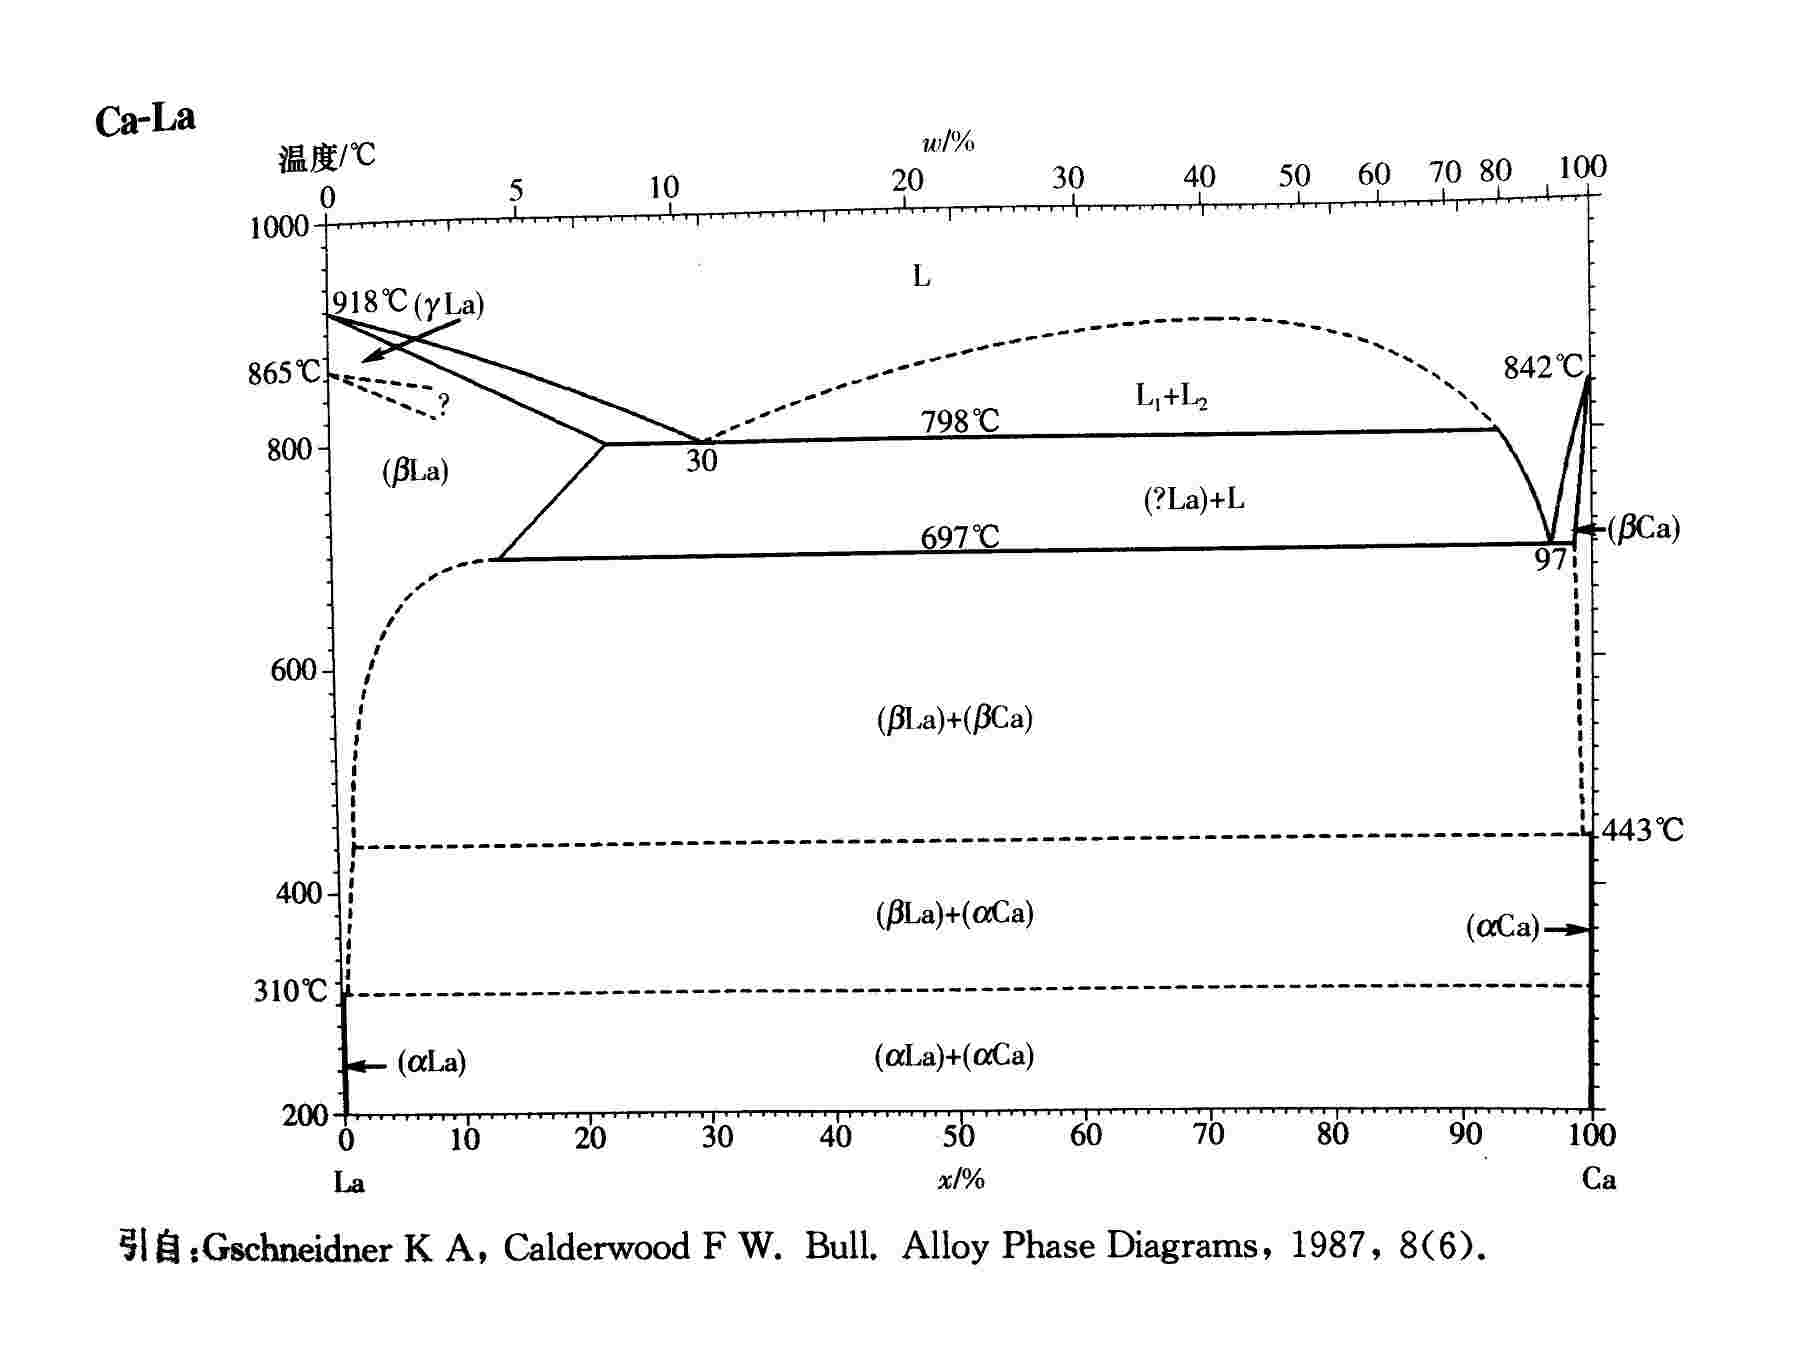 Ca-La
温度/℃
w/%
0 5 10 20 30 40 50 60 70 80 100
1000
L
918℃ (γLa)
865℃
842℃
?
L₁+L₂
798℃
800
30
(βLa)
(?La)+L
697℃
(βCa)
97
600
(βLa)+(βCa)
443℃
400
(βLa)+(αCa)
(αCa)
310℃
(αLa)
(αLa)+(αCa)
200
0 10 20 30 40 50 60 70 80 90 100
La x/% Ca
引自:Gschneidner K A, Calderwood F W. Bull. Alloy Phase Diagrams, 1987, 8(6).